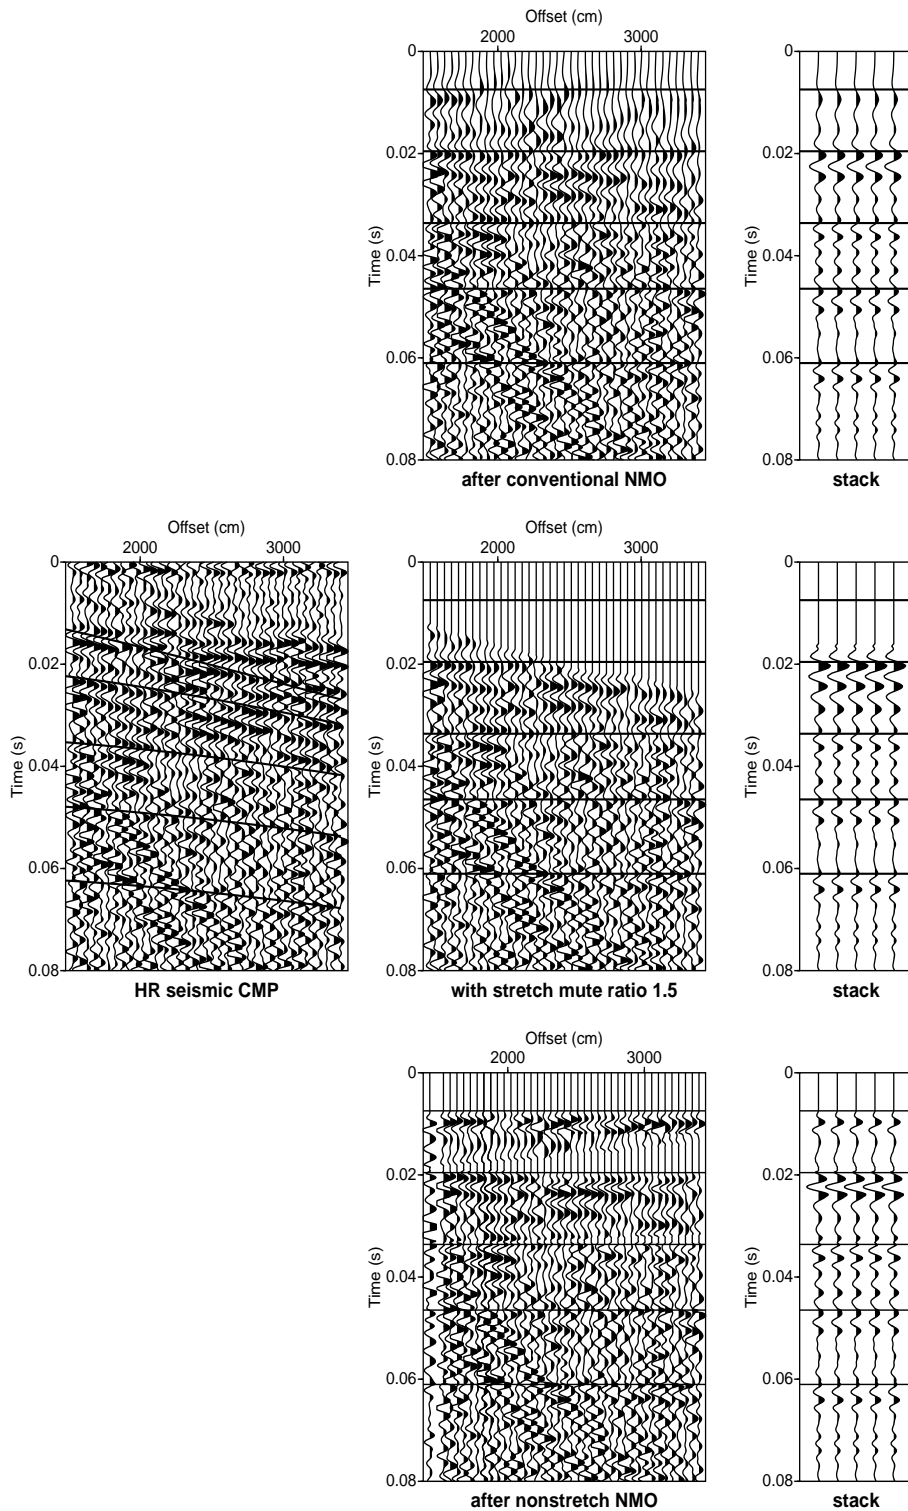 Offset (cm)
2000 3000
0
0.02
0.04
0.06
0.08
Time (s)
after conventional NMO
0
0.02
0.04
0.06
0.08
Time (s)
stack
Offset (cm)
2000 3000
0
0.02
0.04
0.06
0.08
Time (s)
HR seismic CMP
Offset (cm)
2000 3000
0
0.02
0.04
0.06
0.08
Time (s)
with stretch mute ratio 1.5
0
0.02
0.04
0.06
0.08
Time (s)
stack
Offset (cm)
2000 3000
0
0.02
0.04
0.06
0.08
Time (s)
after nonstretch NMO
0
0.02
0.04
0.06
0.08
Time (s)
stack